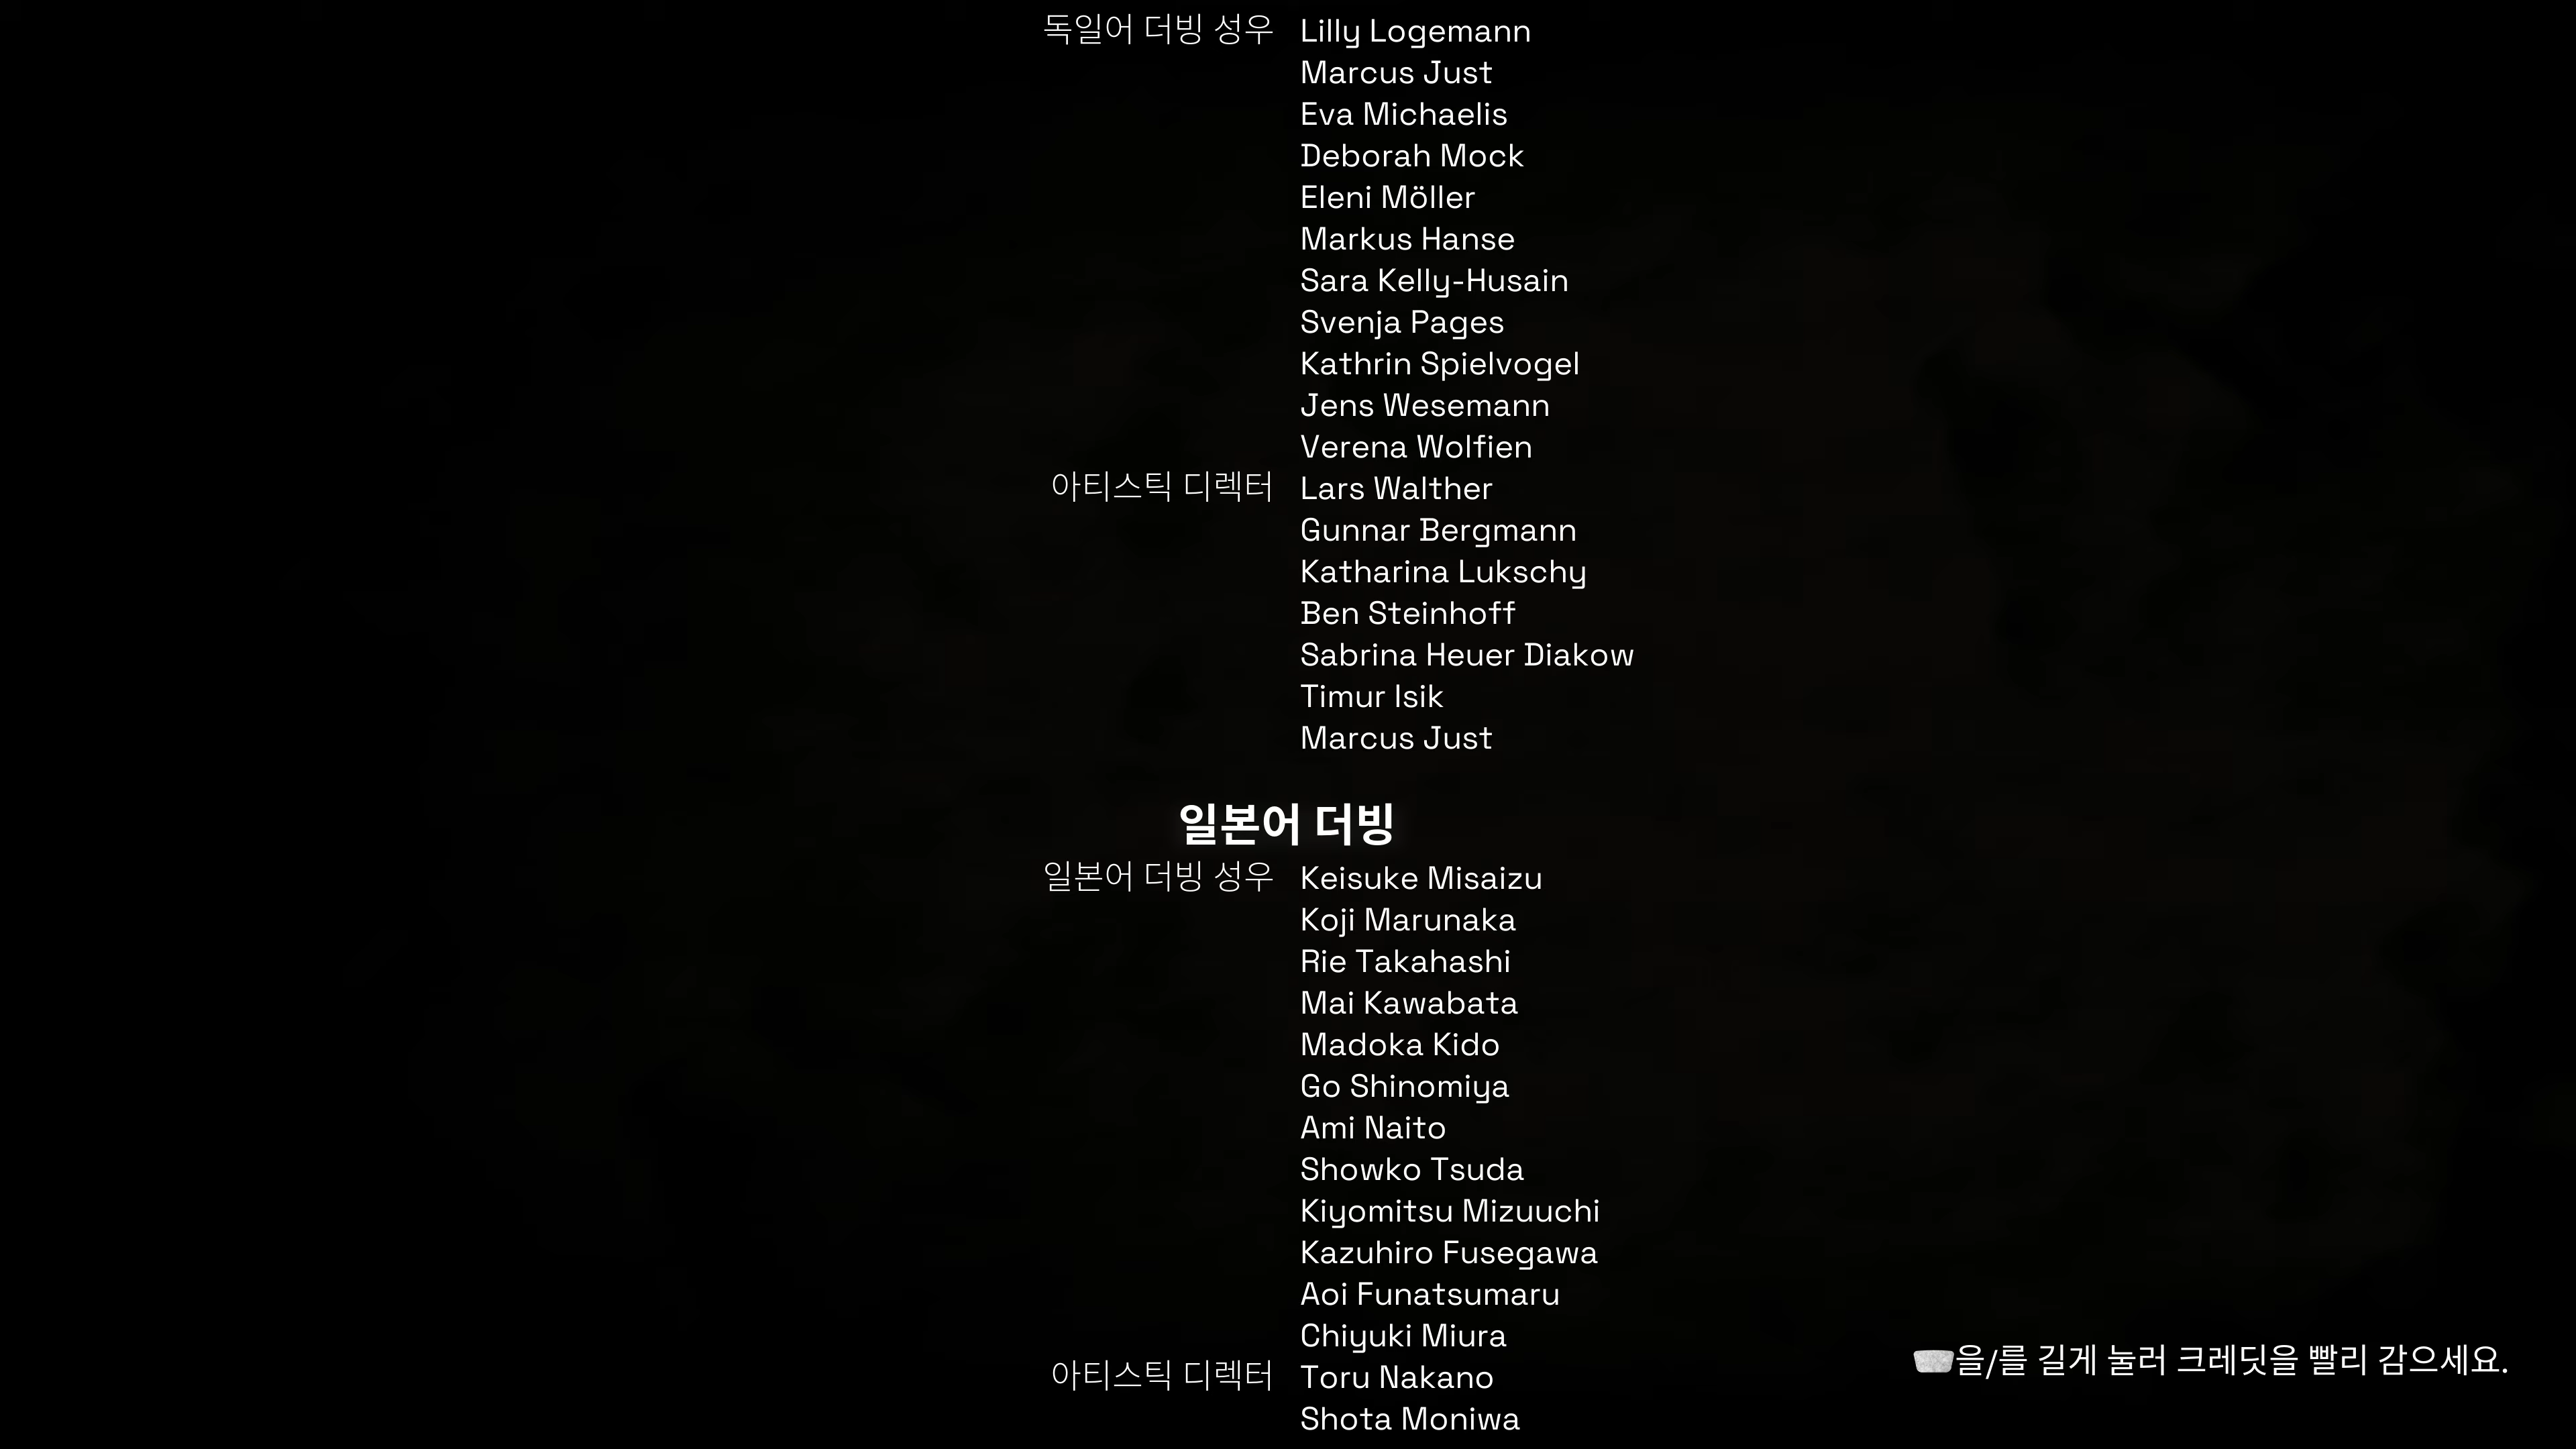 독일어 더빙 성우 Lilly Logemann
Marcus Just
Eva Michaelis
Deborah Mock
Eleni Möller
Markus Hanse
Sara Kelly-Husain
Svenja Pages
Kathrin Spielvogel
Jens Wesemann
Verena Wolfien
아티스틱 디렉터 Lars Walther
Gunnar Bergmann
Katharina Lukschy
Ben Steinhoff
Sabrina Heuer Diakow
Timur Isik
Marcus Just
일본어 더빙
일본어 더빙 성우 Keisuke Misaizu
Koji Marunaka
Rie Takahashi
Mai Kawabata
Madoka Kido
Go Shinomiya
Ami Naito
Showko Tsuda
Kiyomitsu Mizuuchi
Kazuhiro Fusegawa
Aoi Funatsumaru
Chiyuki Miura
아티스틱 디렉터 Toru Nakano
Shota Moniwa
을/를 길게 눌러 크레딧을 빨리 감으세요.